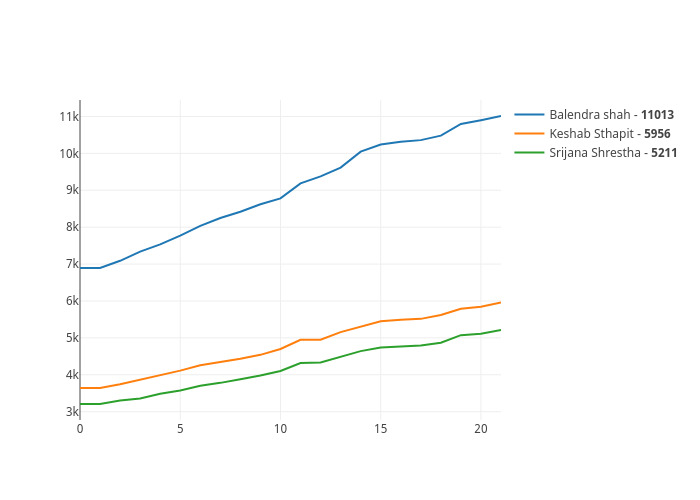 11k
10k
9k
8k
7k
6k
5k
4k
3k
0 5 10 15 20
Balendra shah - 11013
Keshab Sthapit - 5956
Srijana Shrestha - 5211